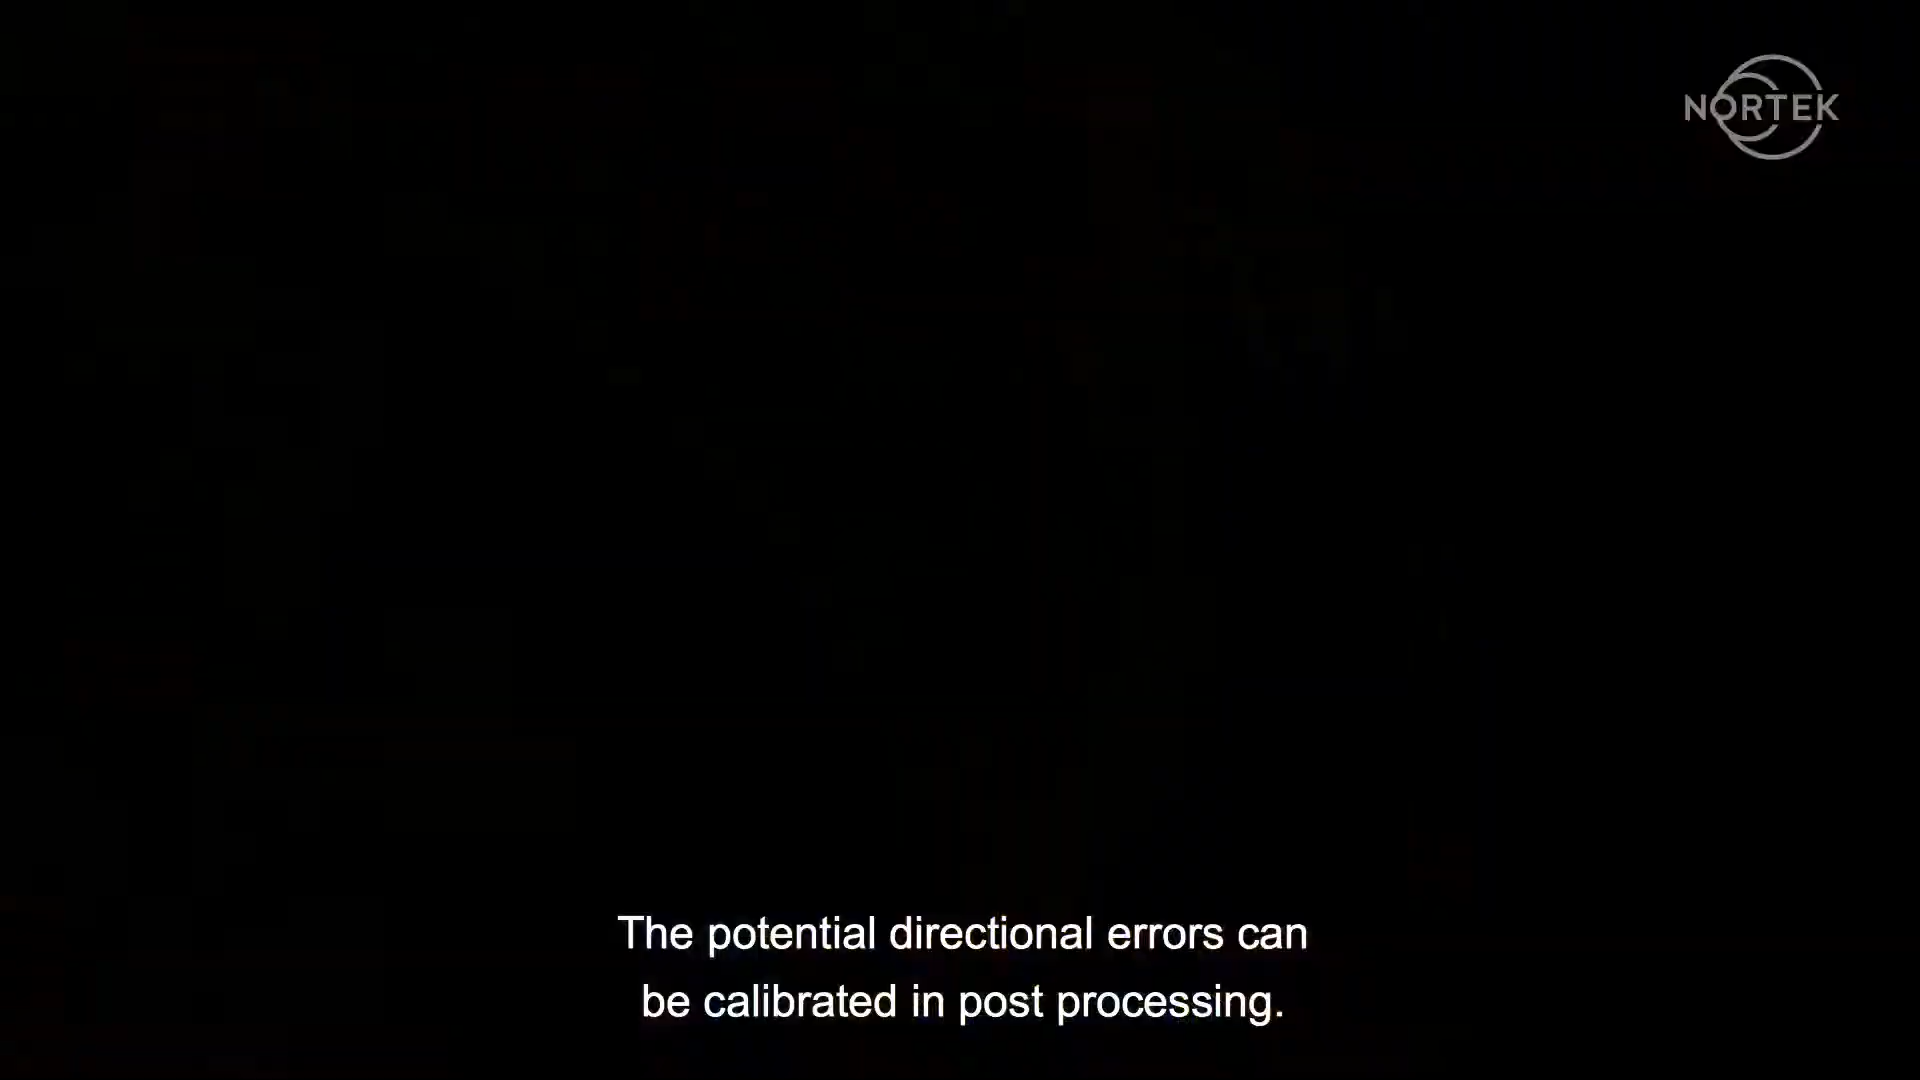 NORTEK
The potential directional errors can
be calibrated in post processing.